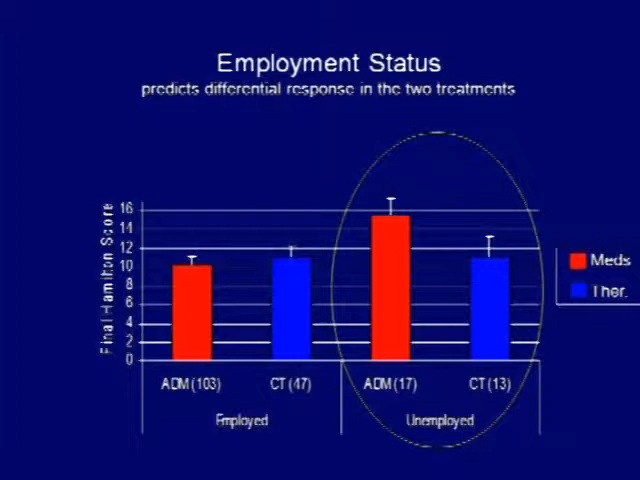 Employment Status
predicts differential response in the two treatments
Final Hamilton Score
16
14
12
10
8
6
4
2
0
ADM (103)
CT (47)
ADM (17)
CT (13)
Employed
Unemployed
Meds
Ther.